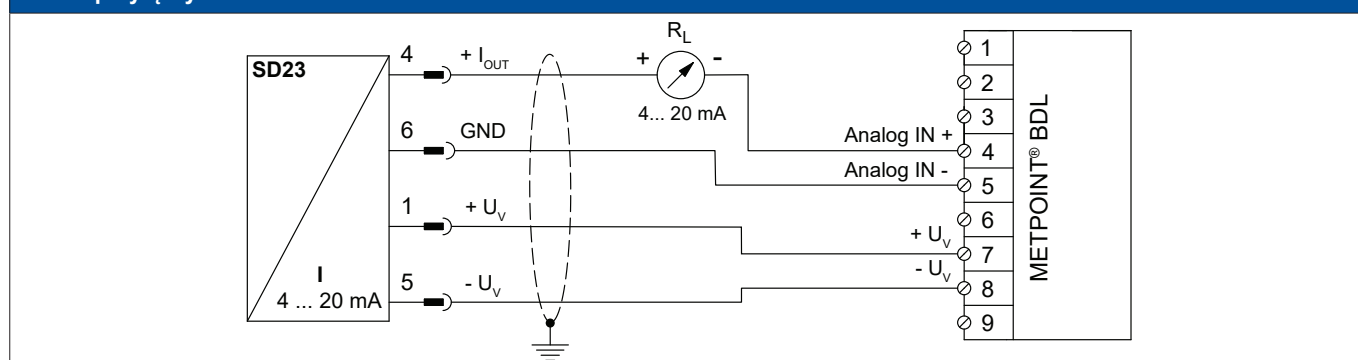 SD23
I
4 ... 20 mA
4
+ I_OUT
6
GND
1
+ U_V
5
- U_V
R_L
+
-
4... 20 mA
Analog IN +
Analog IN -
+ U_V
- U_V
1
2
3
4
5
6
7
8
9
METPOINT® BDL